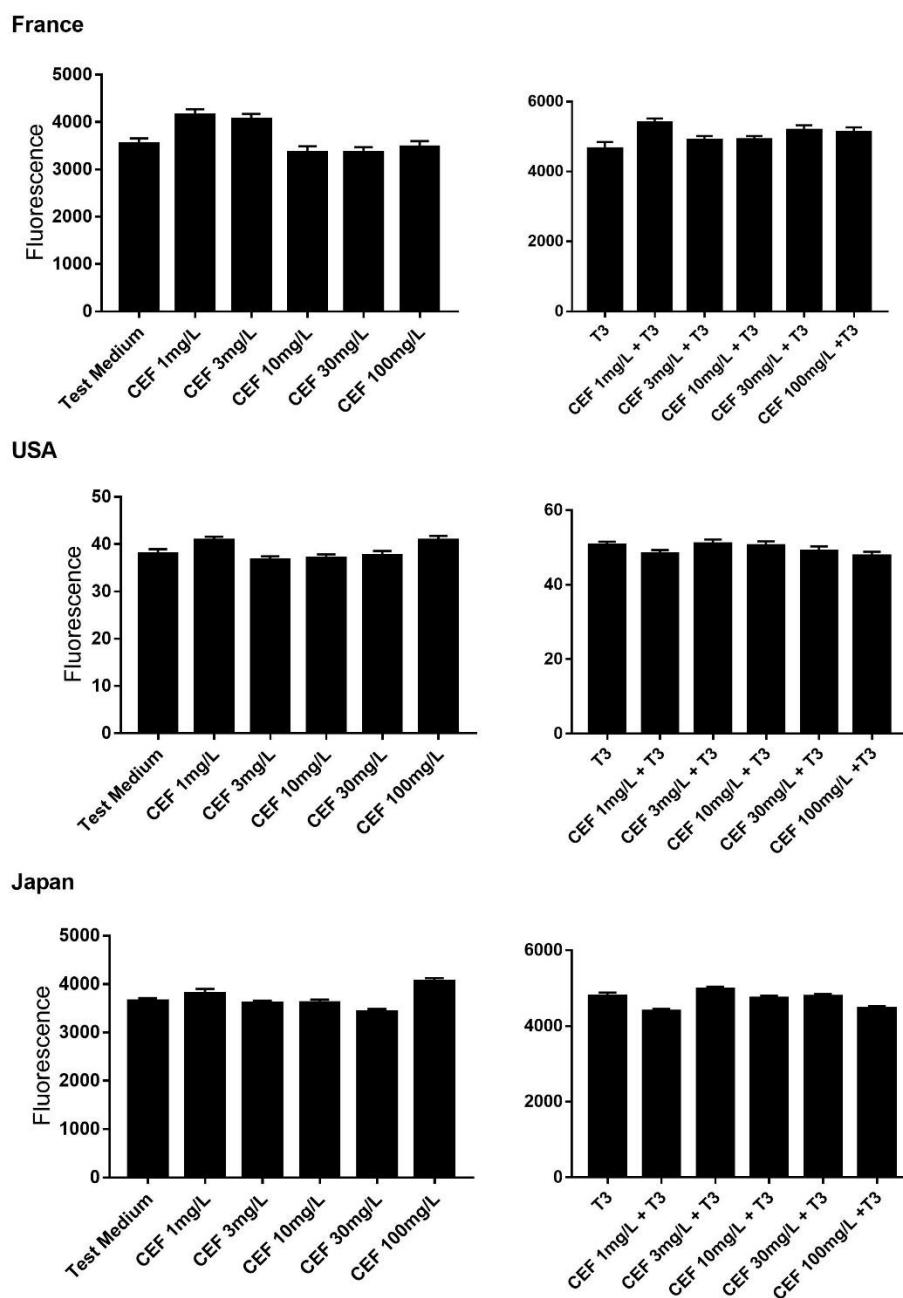 France
5000
4000
3000
2000
1000
0
Fluorescence
Test Medium
CEF 1mg/L
CEF 3mg/L
CEF 10mg/L
CEF 30mg/L
CEF 100mg/L
6000
4000
2000
0
T3
CEF 1mg/L + T3
CEF 3mg/L + T3
CEF 10mg/L + T3
CEF 30mg/L + T3
CEF 100mg/L +T3
USA
50
40
30
20
10
0
Fluorescence
Test Medium
CEF 1mg/L
CEF 3mg/L
CEF 10mg/L
CEF 30mg/L
CEF 100mg/L
60
40
20
0
T3
CEF 1mg/L + T3
CEF 3mg/L + T3
CEF 10mg/L + T3
CEF 30mg/L + T3
CEF 100mg/L +T3
Japan
5000
4000
3000
2000
1000
0
Fluorescence
Test Medium
CEF 1mg/L
CEF 3mg/L
CEF 10mg/L
CEF 30mg/L
CEF 100mg/L
6000
4000
2000
0
T3
CEF 1mg/L + T3
CEF 3mg/L + T3
CEF 10mg/L + T3
CEF 30mg/L + T3
CEF 100mg/L +T3